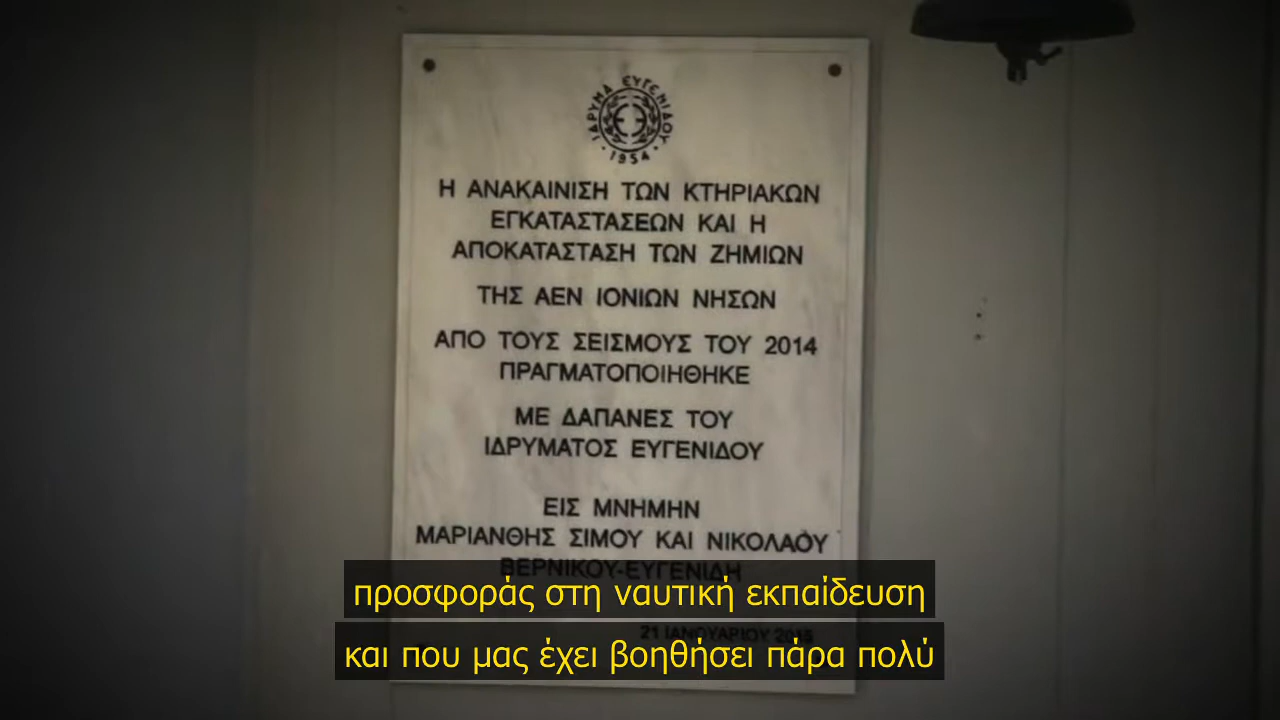 ΙΔΡΥΜΑ ΕΥΓΕΝΙΔΟΥ
· 1954 ·
Η ΑΝΑΚΑΙΝΙΣΗ ΤΩΝ ΚΤΗΡΙΑΚΩΝ
ΕΓΚΑΤΑΣΤΑΣΕΩΝ ΚΑΙ Η
ΑΠΟΚΑΤΑΣΤΑΣΗ ΤΩΝ ΖΗΜΙΩΝ
ΤΗΣ ΑΕΝ ΙΟΝΙΩΝ ΝΗΣΩΝ
ΑΠΟ ΤΟΥΣ ΣΕΙΣΜΟΥΣ ΤΟΥ 2014
ΠΡΑΓΜΑΤΟΠΟΙΗΘΗΚΕ
ΜΕ ΔΑΠΑΝΕΣ ΤΟΥ
ΙΔΡΥΜΑΤΟΣ ΕΥΓΕΝΙΔΟΥ
ΕΙΣ ΜΝΗΜΗΝ
ΜΑΡΙΑΝΘΗΣ ΣΙΜΟΥ ΚΑΙ ΝΙΚΟΛΑΟΥ
ΒΕΡΝΙΚΟΥ-ΕΥΓΕΝΙΔΗ
προσφοράς στη ναυτική εκπαίδευση
21 ΙΑΝΟΥΑΡΙΟΥ
και που μας έχει βοηθήσει πάρα πολύ